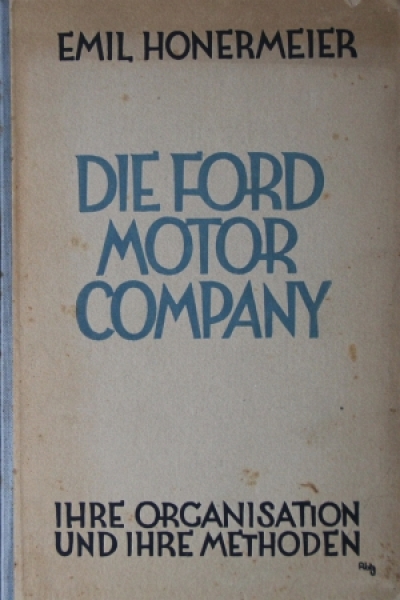 EMIL HONERMEIER
DIE FORD
MOTOR
COMPANY
IHRE ORGANISATION
UND IHRE METHODEN